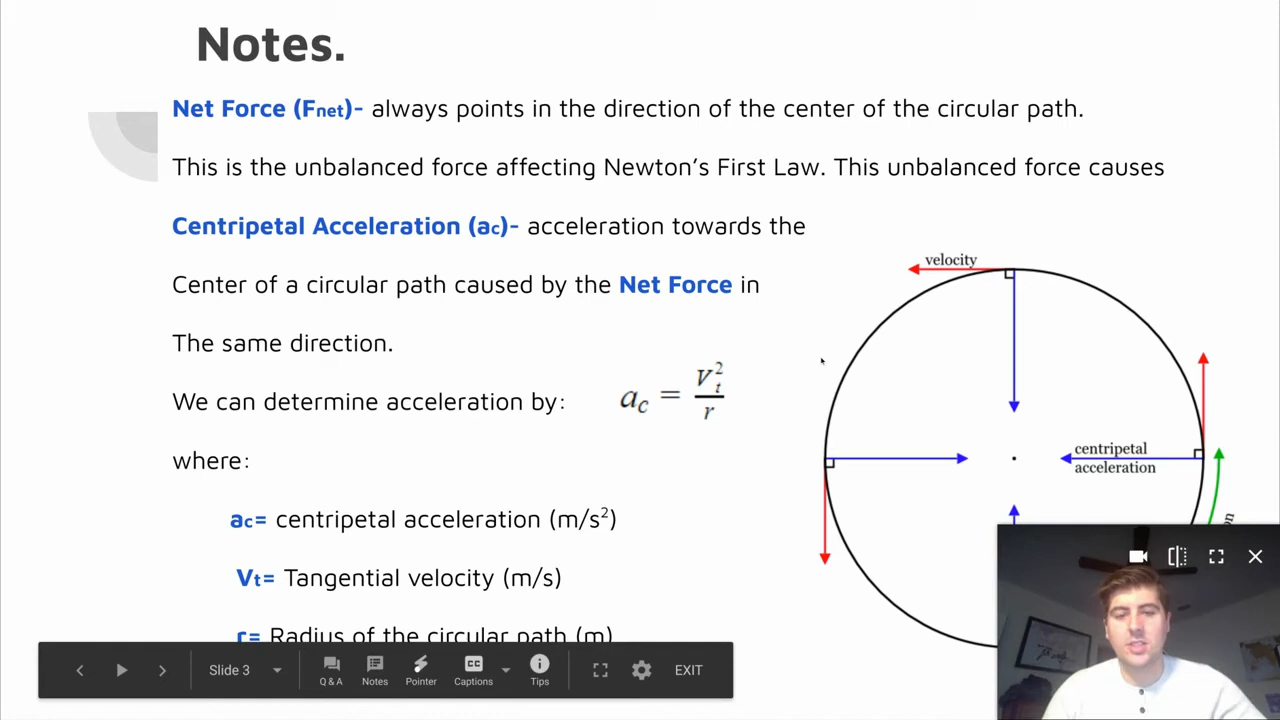 Notes.
Net Force (Fnet)- always points in the direction of the center of the circular path.
This is the unbalanced force affecting Newton's First Law. This unbalanced force causes
Centripetal Acceleration (ac)- acceleration towards the
Center of a circular path caused by the Net Force in
The same direction.
We can determine acceleration by:
a_c = V_t^2 / r
where:
ac= centripetal acceleration (m/s²)
Vt= Tangential velocity (m/s)
r= Radius of the circular path (m)
velocity
centripetal
acceleration
Slide 3
Q & A
Notes
Pointer
CC
Captions
Tips
EXIT